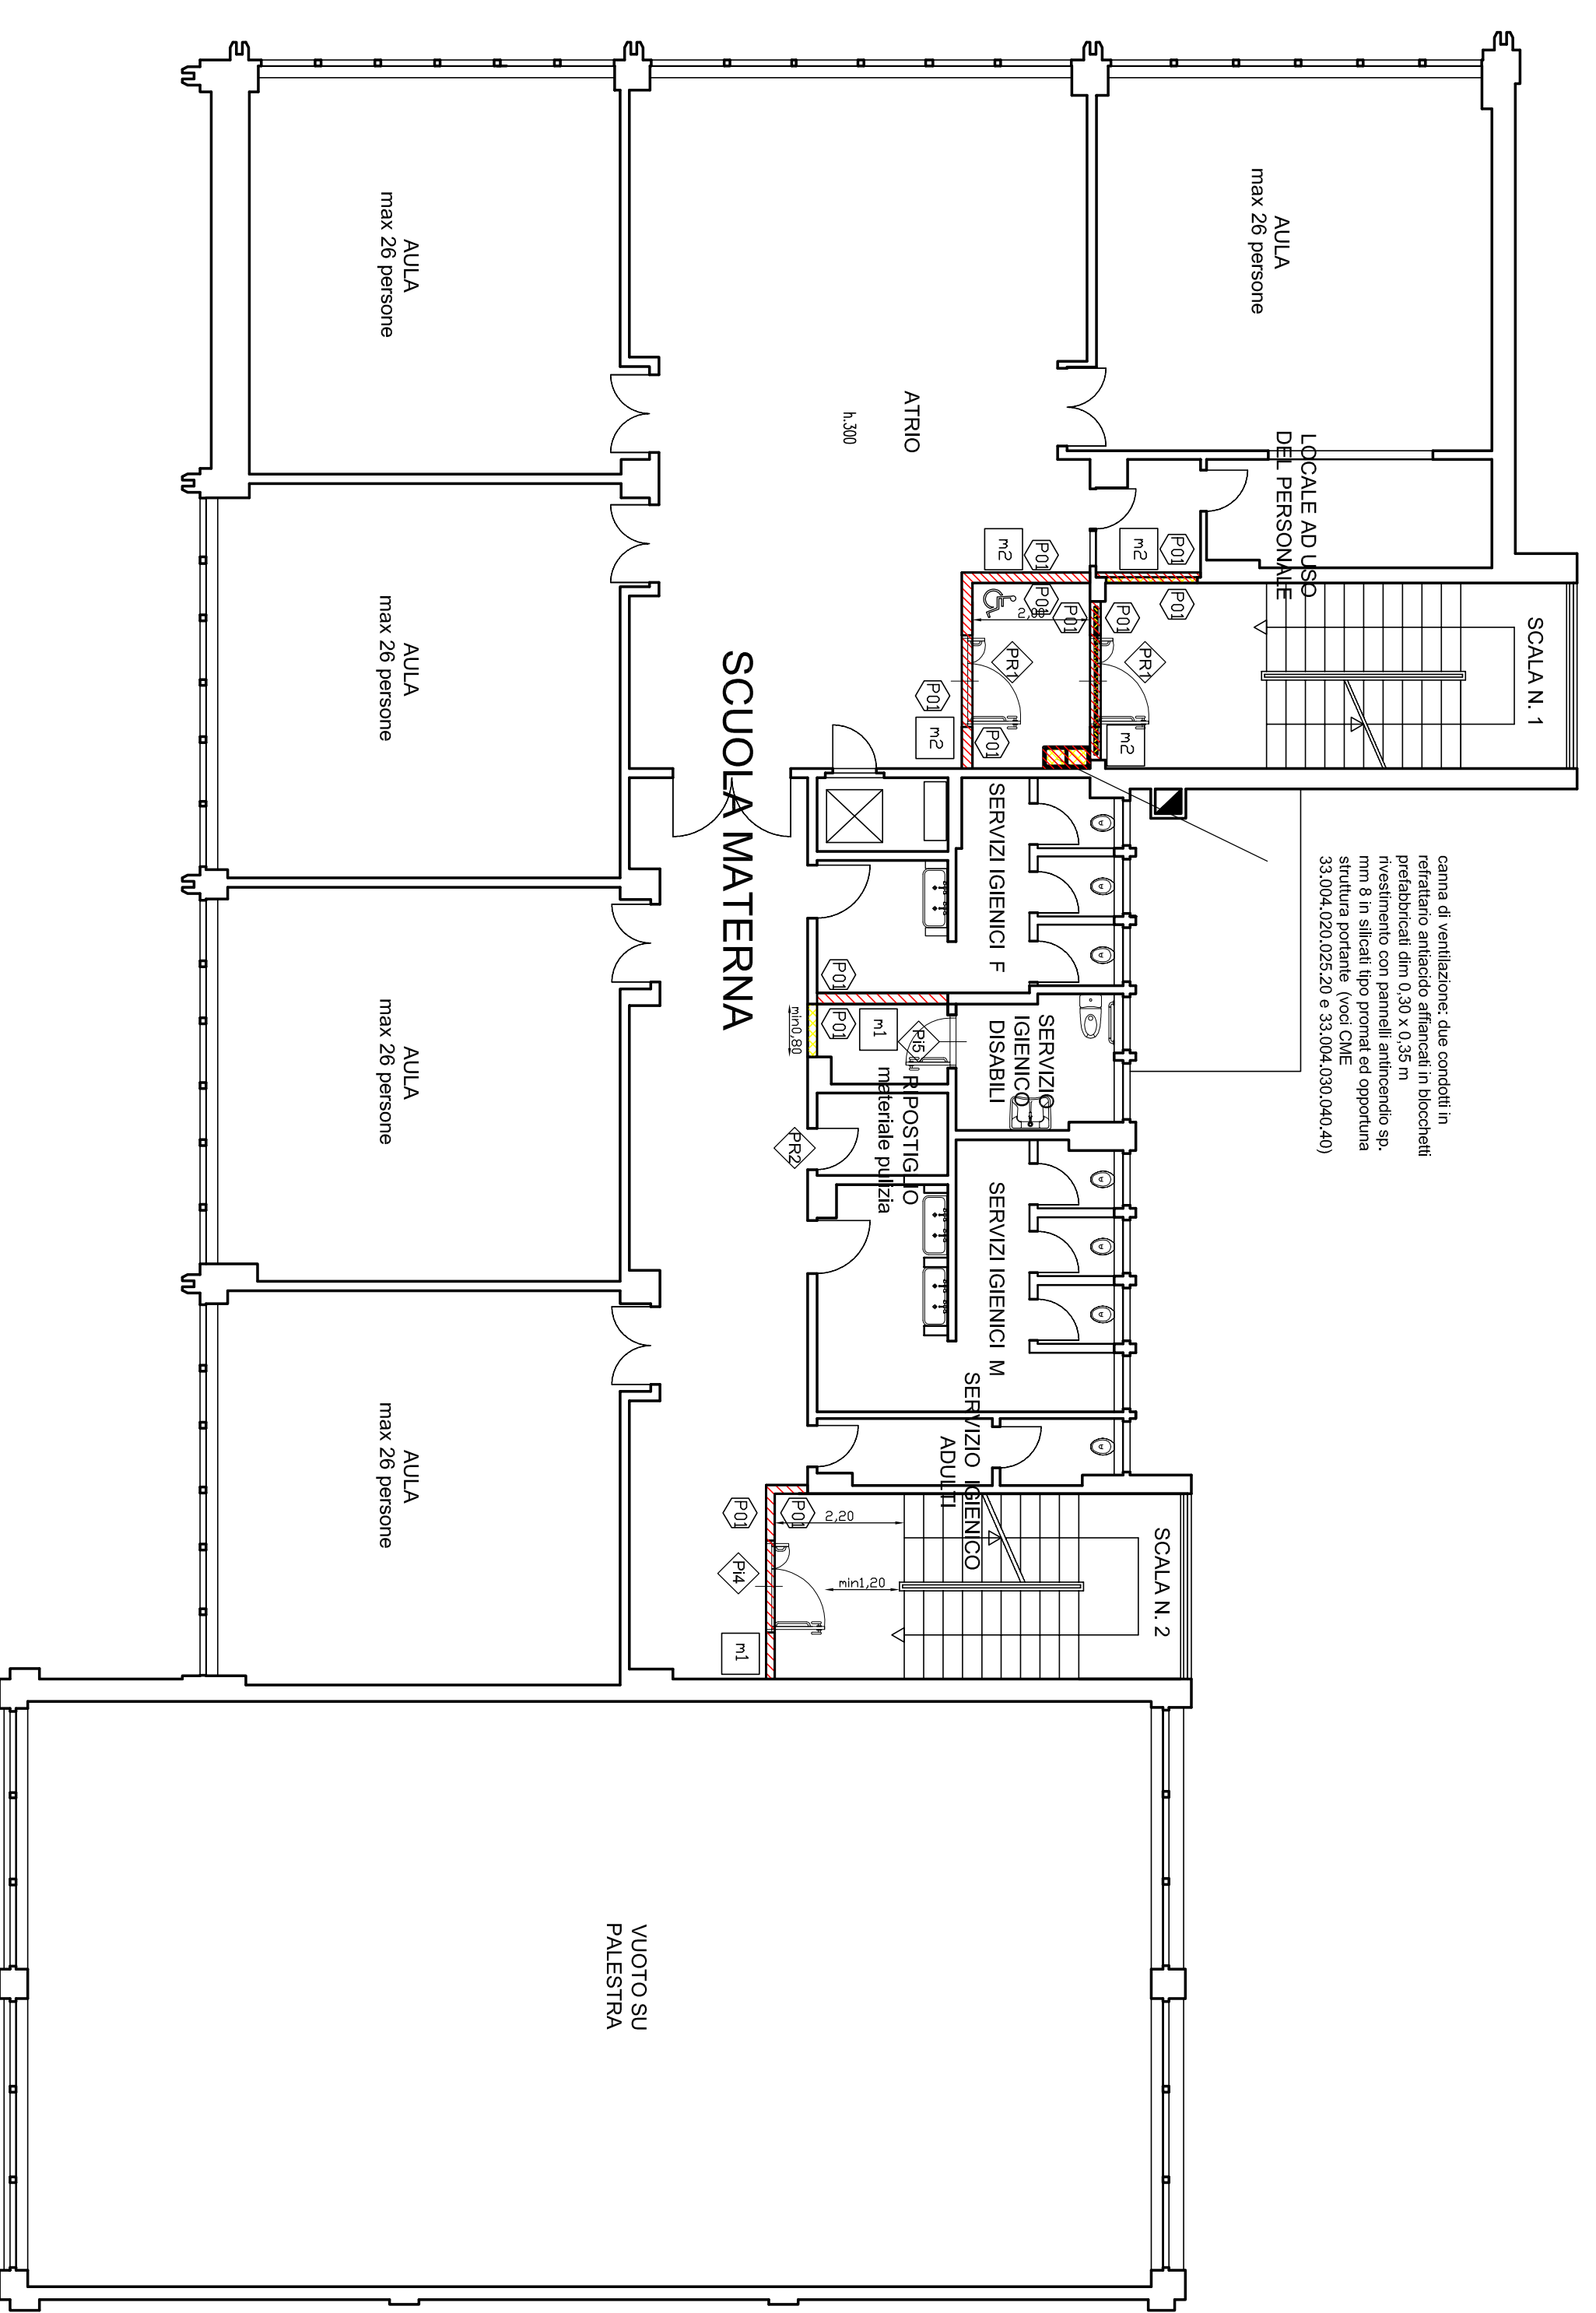 SCALA N. 1
LOCALE AD USO
DEL PERSONALE
AULA
max 26 persone
canna di ventilazione: due condotti in
refrattario antiacido affiancati in blocchetti
prefabbricati dim 0,30 x 0,35 m
rivestimento con pannelli antincendio sp.
mm 8 in silicati tipo promat ed opportuna
struttura portante (voci CME
33.004.020.025.20 e 33.004.030.040.40)
SCALA N. 2
P01
P01
m2
m2
P01
P01
P01
P01
2,00
PR1
PR1
m2
m2
P01
P01
ATRIO
h.300
SERVIZI IGIENICI F
SERVIZI
IGIENICI
DISABILI
SERVIZI IGIENICI M
SERVIZIO IGIENICO
ADULTI
RIPOSTIGLIO
materiale pulizia
P01
P01
m1
Pi5
min0,80
PR2
2,20
min1,20
P01
P01
Pi4
m1
SCUOLA MATERNA
AULA
max 26 persone
AULA
max 26 persone
AULA
max 26 persone
AULA
max 26 persone
VUOTO SU
PALESTRA